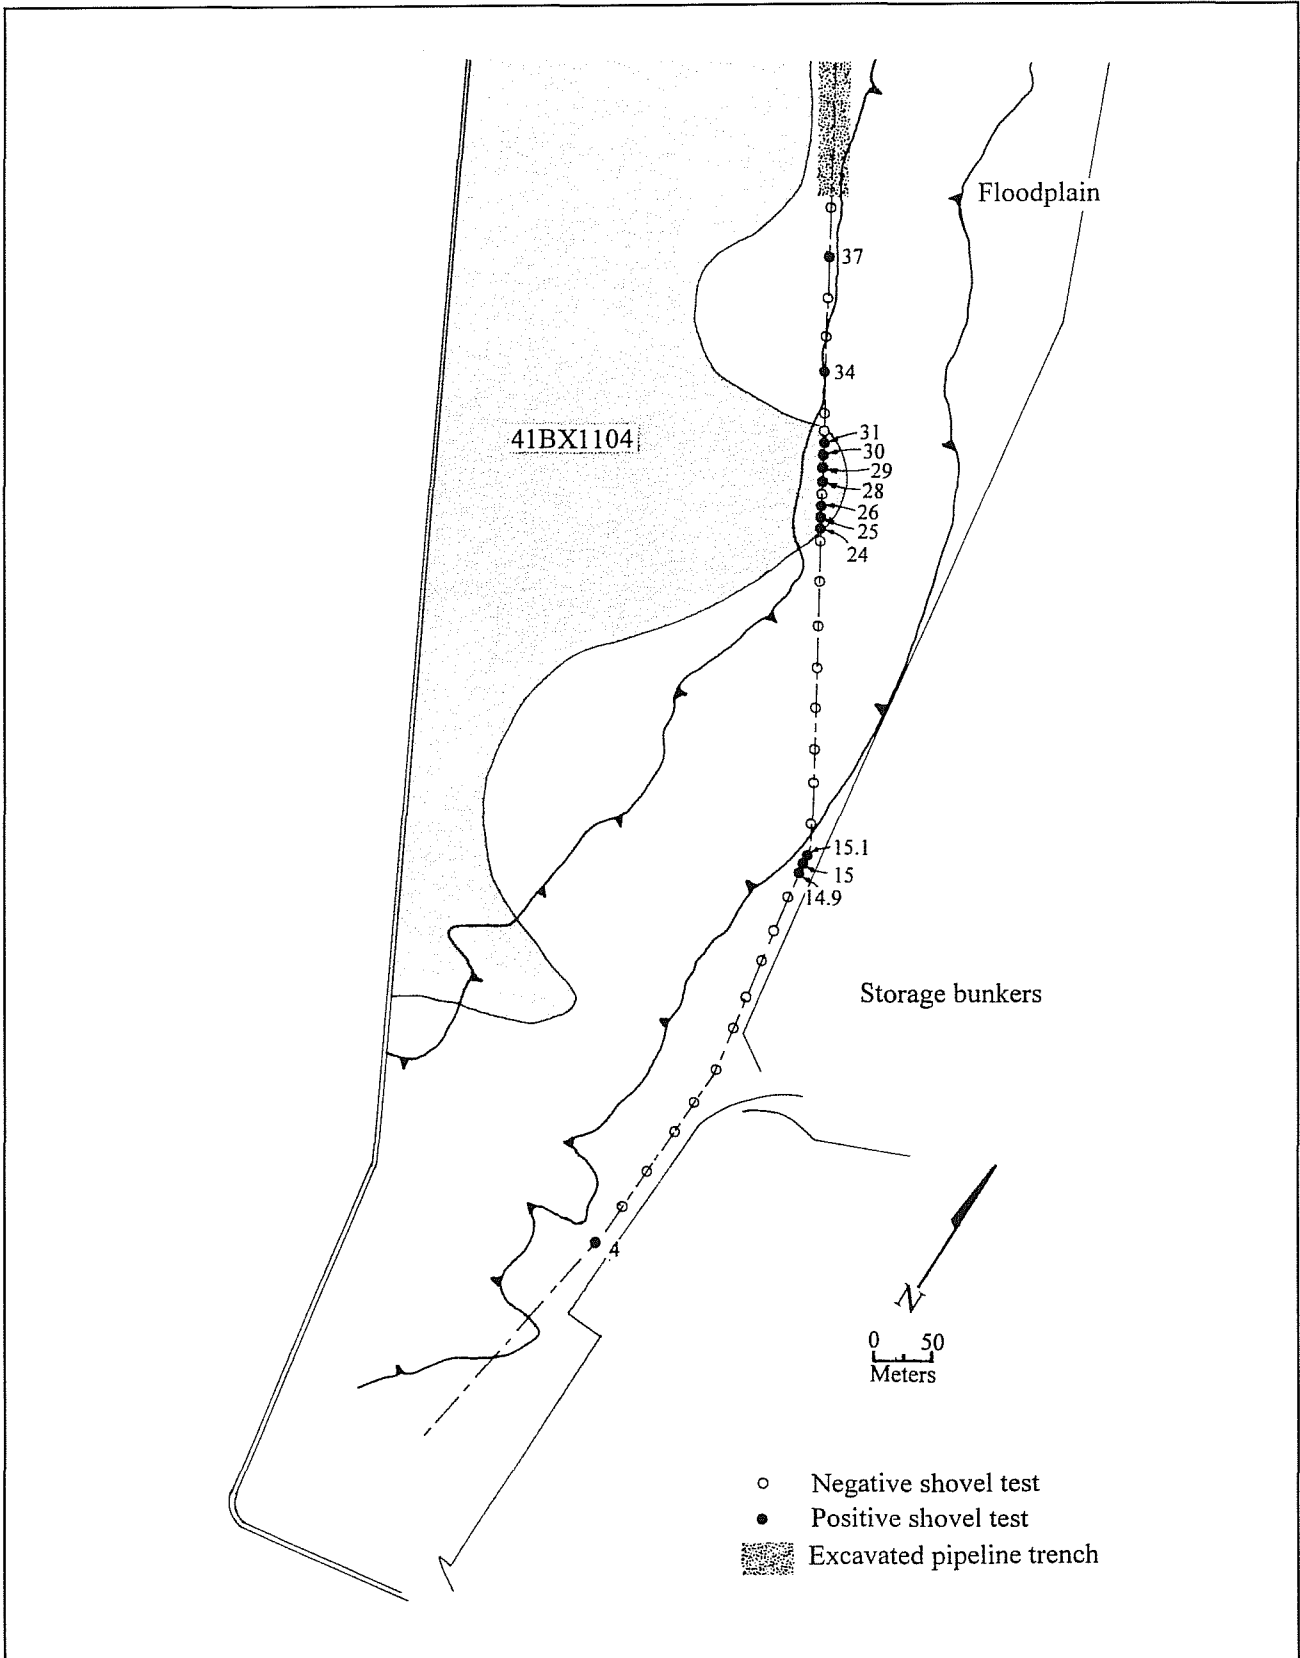 Floodplain
37
34
41BX1104
31
30
29
28
26
25
24
15.1
15
14.9
Storage bunkers
4
N
0 50
Meters
Negative shovel test
Positive shovel test
Excavated pipeline trench